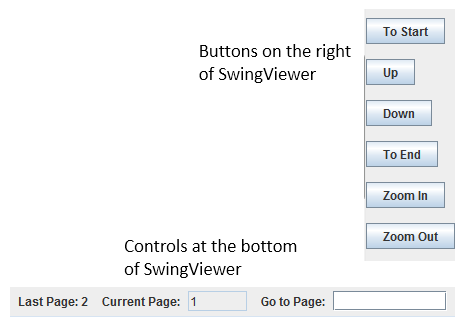 To Start
Buttons on the right
of SwingViewer
Up
Down
To End
Zoom In
Zoom Out
Controls at the bottom
of SwingViewer
Last Page: 2 Current Page: 1 Go to Page: